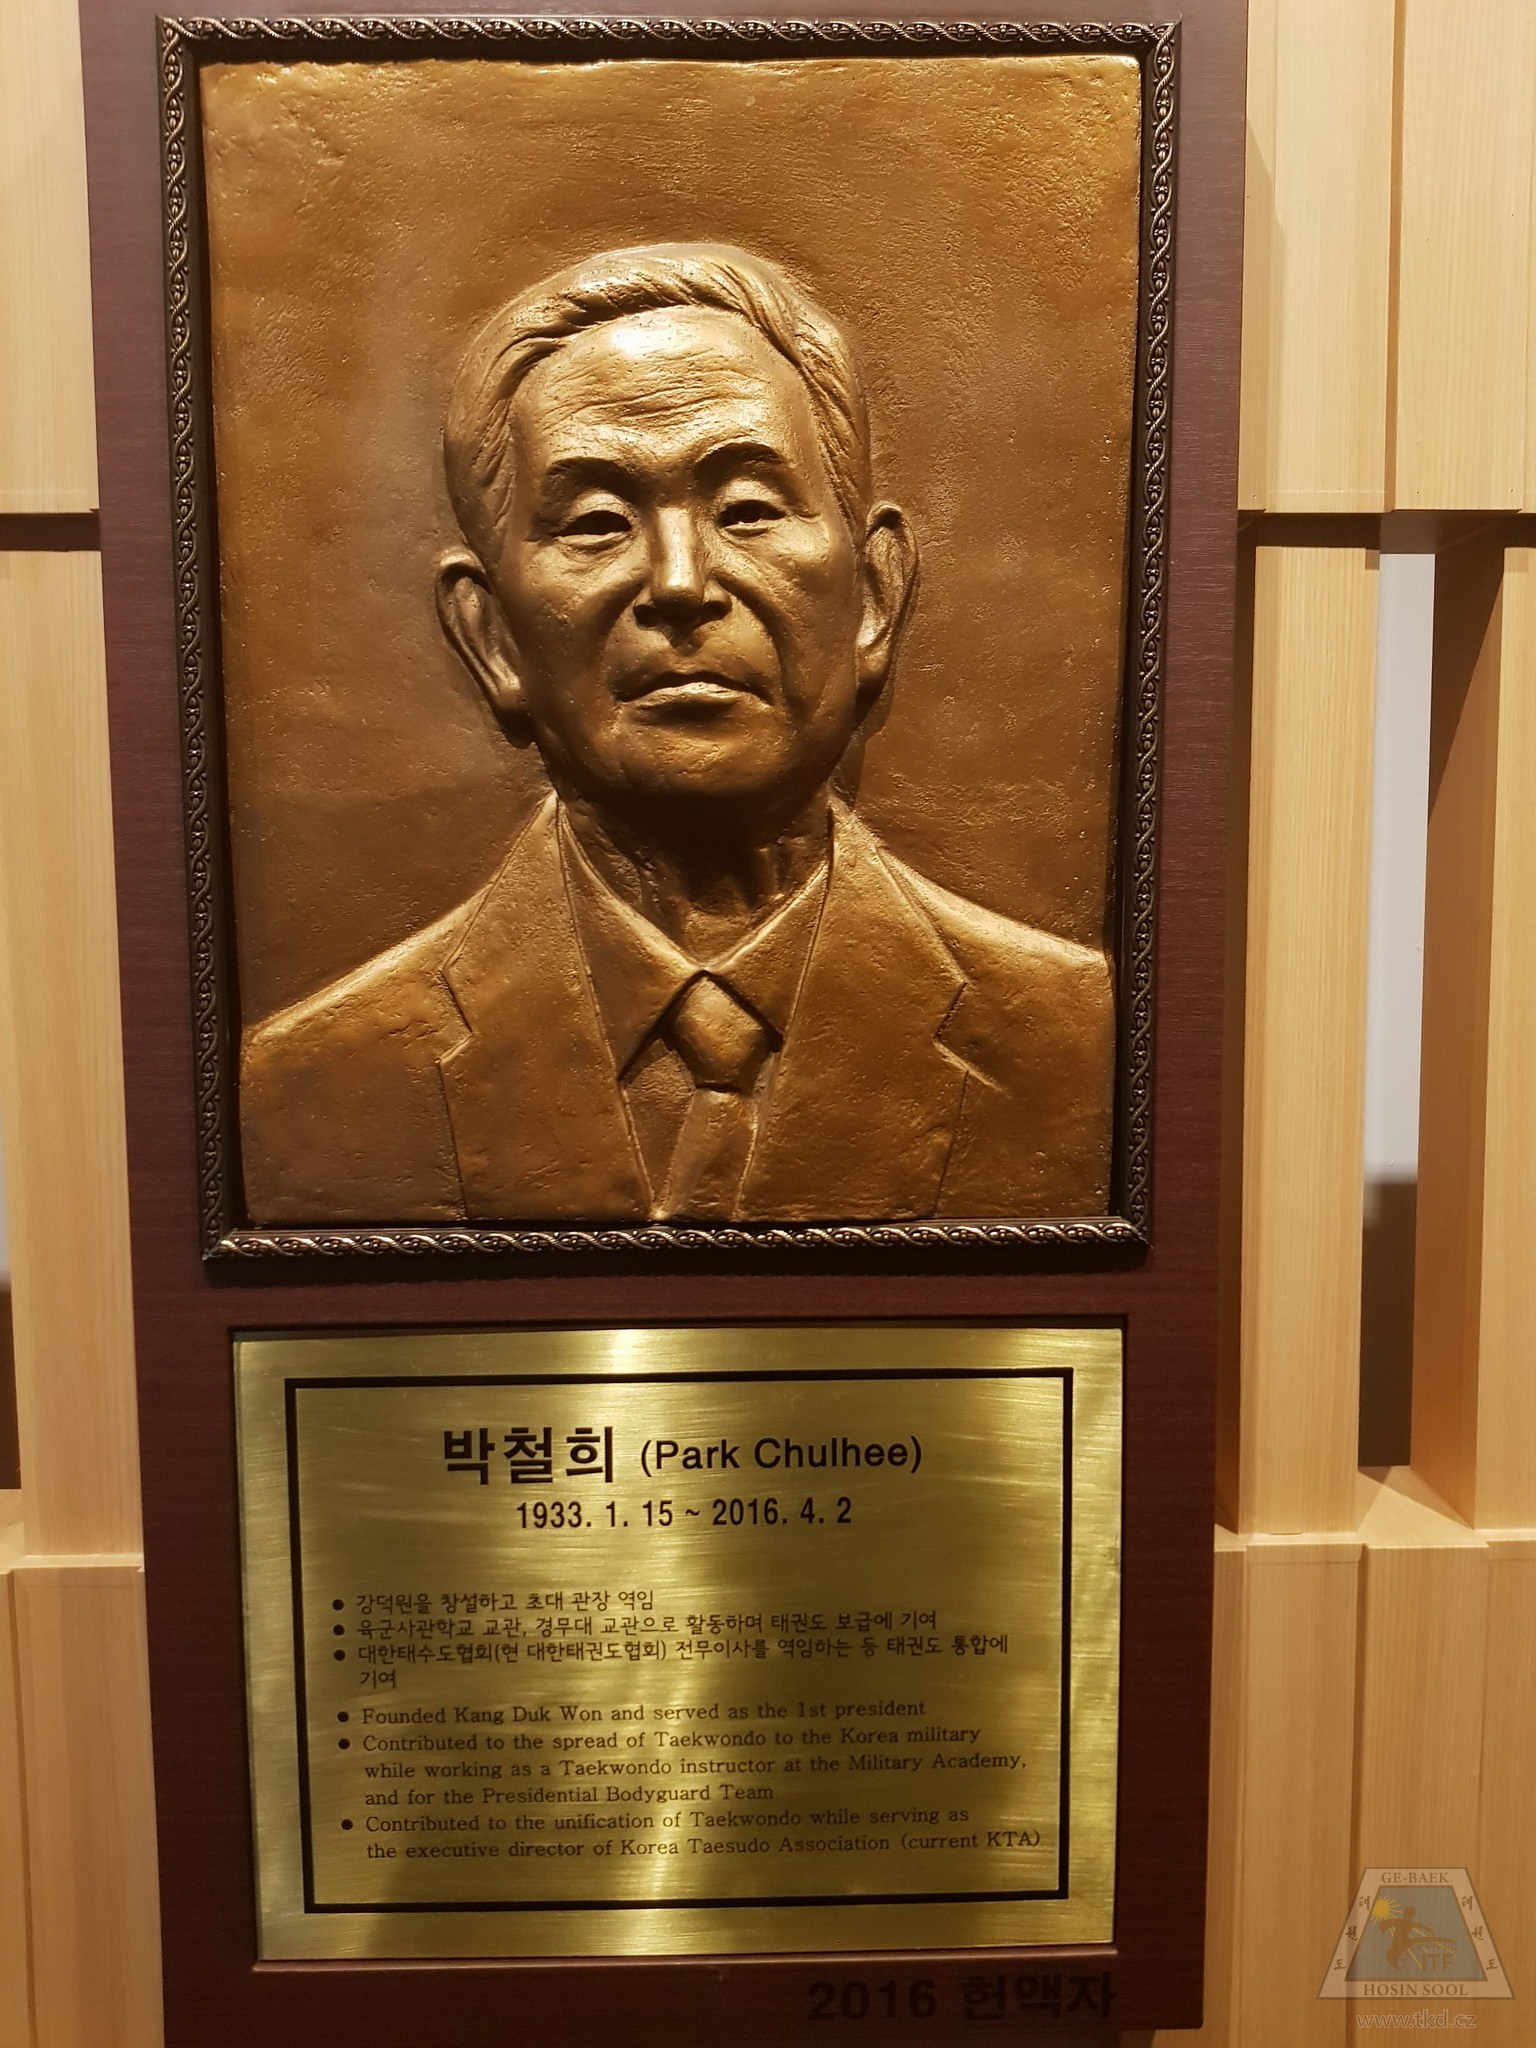 박철희 (Park Chulhee)
1933. 1. 15 ~ 2016. 4. 2
● 강덕원을 창설하고 초대 관장 역임
● 육군사관학교 교관, 경무대 교관으로 활동하며 태권도 보급에 기여
● 대한태수도협회(현 대한태권도협회) 전무이사를 역임하는 등 태권도 통합에
기여
● Founded Kang Duk Won and served as the 1st president
● Contributed to the spread of Taekwondo to the Korea military
while working as a Taekwondo instructor at the Military Academy,
and for the Presidential Bodyguard Team
● Contributed to the unification of Taekwondo while serving as
the executive director of Korea Taesudo Association (current KTA)
2016 헌액자
GE-BAEK
태 태
권 권
도 도
ITF
HOSIN SOOL
www.tkd.cz